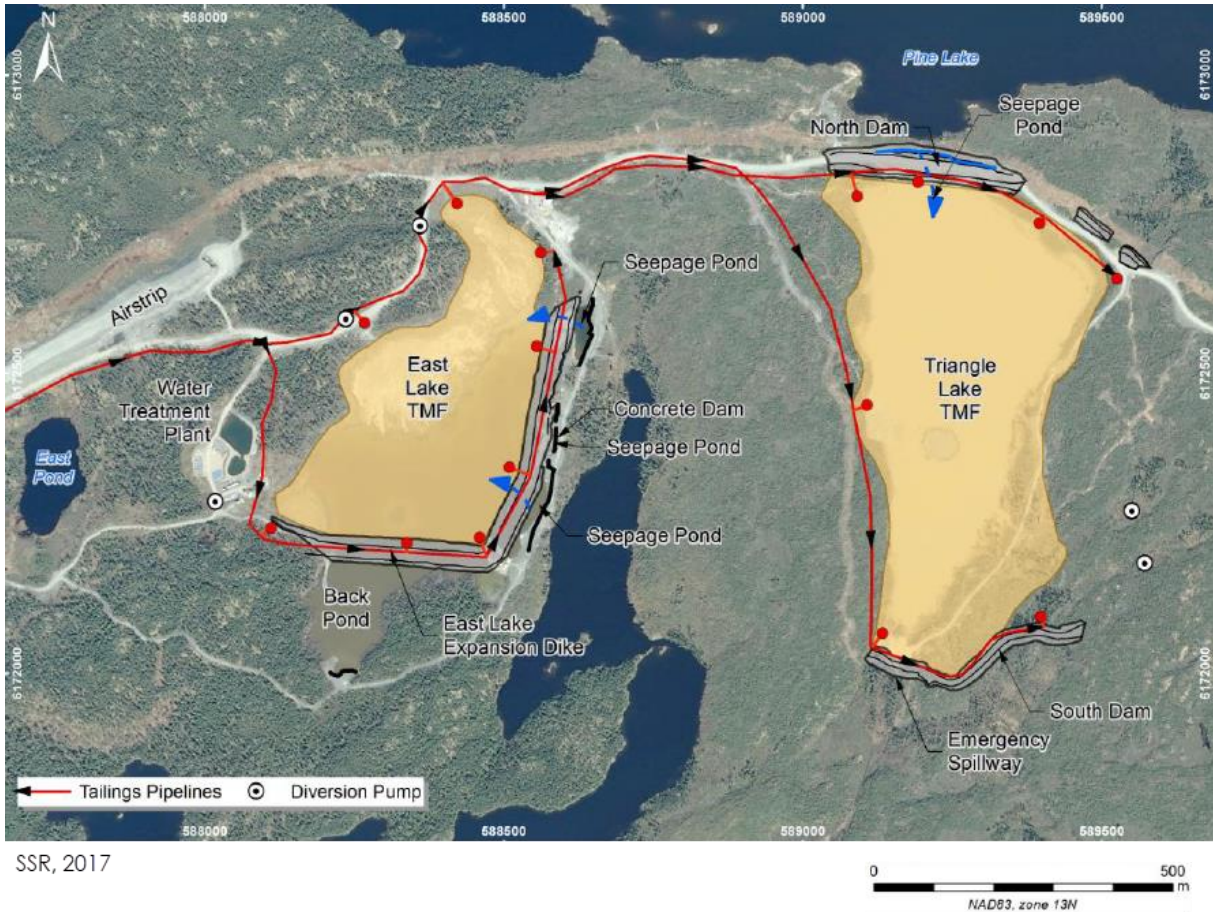 588000
588500
589000
589500
N
6173000
6173000
Pine Lake
Seepage
Pond
North Dam
Seepage Pond
Airstrip
6172500
6172500
East
Lake
TMF
Triangle
Lake
TMF
Water
Treatment
Plant
Concrete Dam
Seepage Pond
East
Pond
Seepage Pond
Back
Pond
East Lake
Expansion Dike
6172000
6172000
South Dam
Emergency
Spillway
Tailings Pipelines
Diversion Pump
588000
588500
589000
589500
SSR, 2017
0
500
m
NAD83, zone 13N